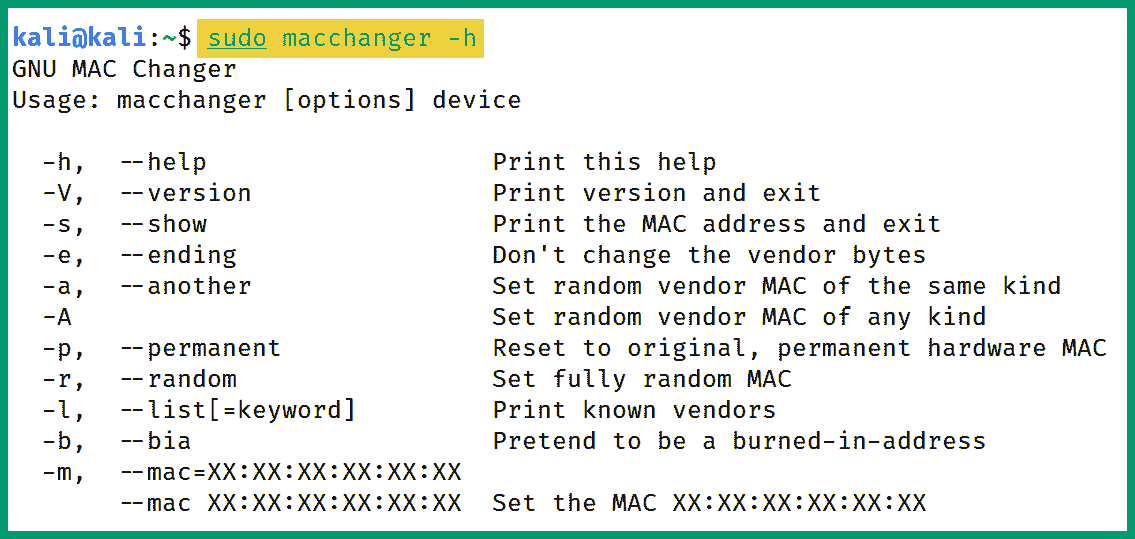 kali@kali:~$ sudo macchanger -h
GNU MAC Changer
Usage: macchanger [options] device
-h, --help Print this help
-V, --version Print version and exit
-s, --show Print the MAC address and exit
-e, --ending Don't change the vendor bytes
-a, --another Set random vendor MAC of the same kind
-A Set random vendor MAC of any kind
-p, --permanent Reset to original, permanent hardware MAC
-r, --random Set fully random MAC
-l, --list[=keyword] Print known vendors
-b, --bia Pretend to be a burned-in-address
-m, --mac=XX:XX:XX:XX:XX:XX
--mac XX:XX:XX:XX:XX:XX Set the MAC XX:XX:XX:XX:XX:XX